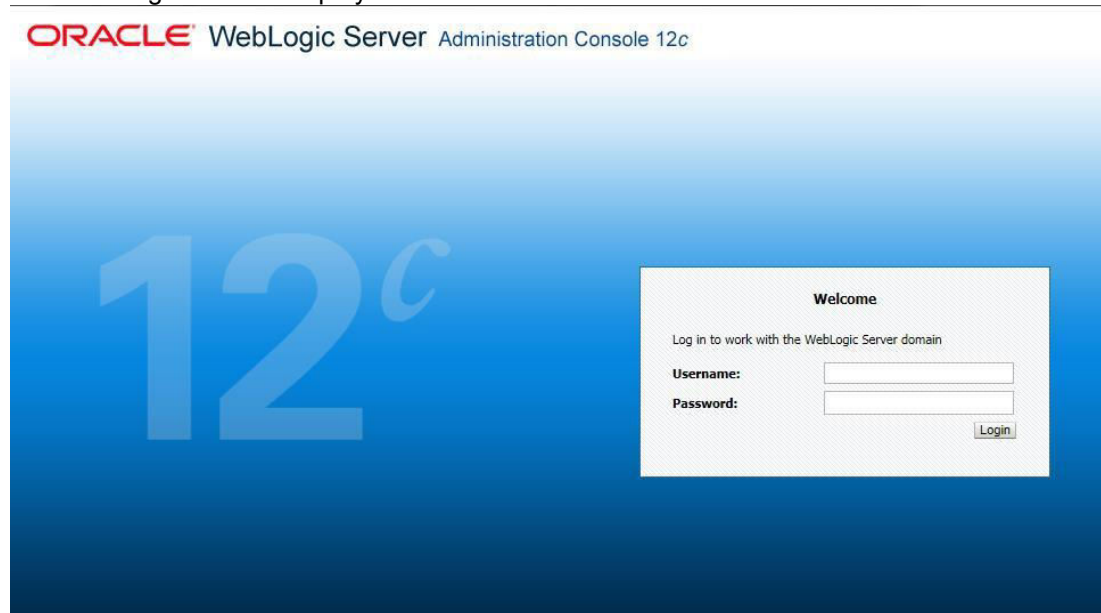 ORACLE WebLogic Server Administration Console 12c
12c
Welcome
Log in to work with the WebLogic Server domain
Username:
Password:
Login